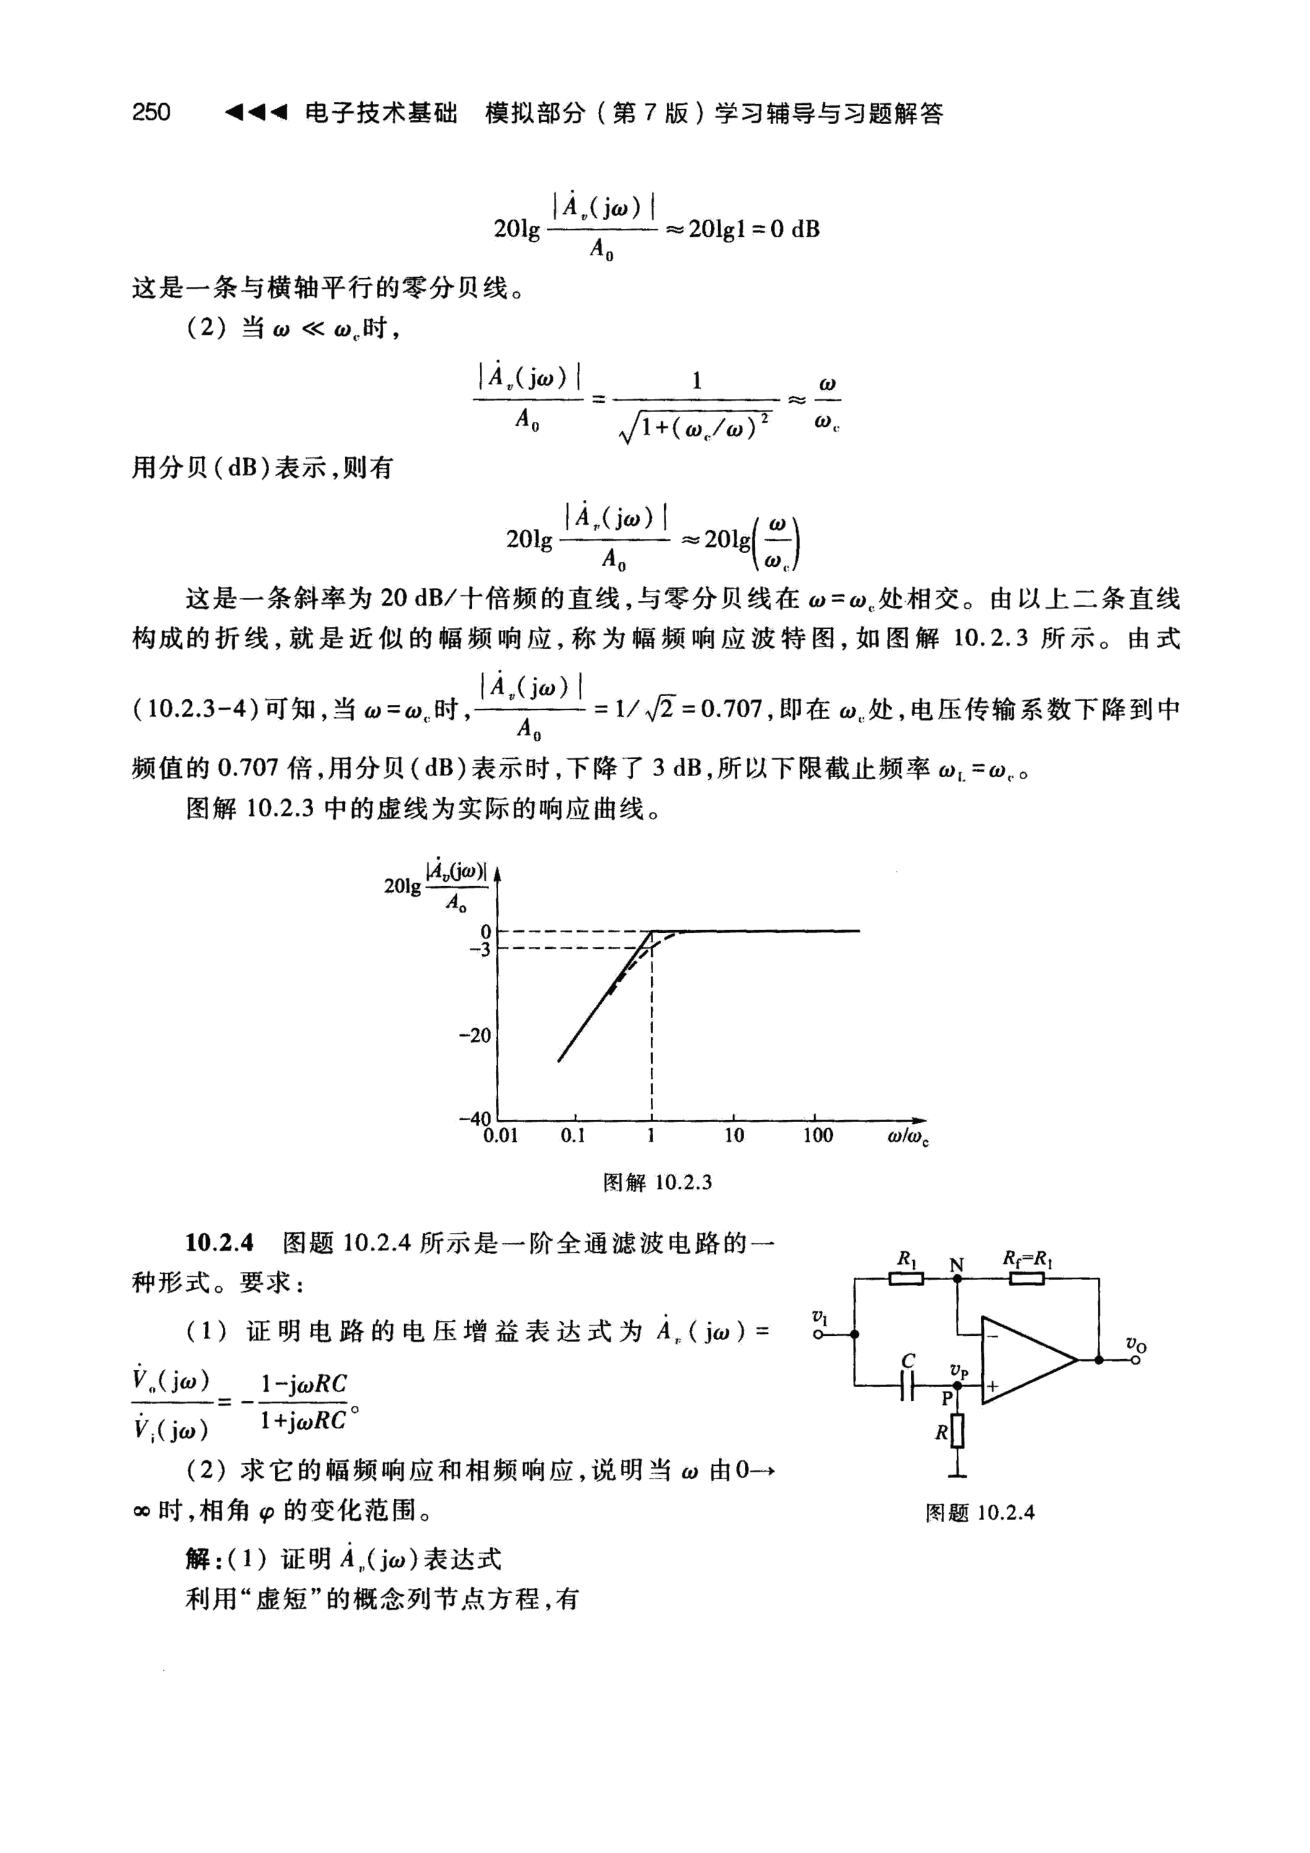 250 ◀◀◀ 电子技术基础 模拟部分(第7版)学习辅导与习题解答
20lg |Ȧᵥ(jω)|/A₀ ≈20lg1=0 dB
这是一条与横轴平行的零分贝线。
(2) 当 ω ≪ ω_c时,
|Ȧᵥ(jω)|/A₀ = 1/√(1+(ω_c/ω)²) ≈ ω/ω_c
用分贝(dB)表示,则有
20lg |Ȧᵥ(jω)|/A₀ ≈20lg(ω/ω_c)
这是一条斜率为 20 dB/十倍频的直线,与零分贝线在 ω=ω_c处相交。由以上二条直线
构成的折线,就是近似的幅频响应,称为幅频响应波特图,如图解 10.2.3 所示。由式
(10.2.3-4)可知,当 ω=ω_c时,|Ȧᵥ(jω)|/A₀ =1/√2=0.707,即在 ω_c处,电压传输系数下降到中
频值的 0.707 倍,用分贝(dB)表示时,下降了 3 dB,所以下限截止频率 ω_L=ω_c。
图解 10.2.3 中的虚线为实际的响应曲线。
20lg |Ȧᵥ(jω)|/A₀
0
-3
-20
-40
0.01 0.1 1 10 100 ω/ω_c
图解 10.2.3
10.2.4 图题 10.2.4 所示是一阶全通滤波电路的一
种形式。要求:
(1) 证明电路的电压增益表达式为 Ȧᵥ(jω)=
V̇ₒ(jω)/V̇ᵢ(jω) = -(1-jωRC)/(1+jωRC)。
(2) 求它的幅频响应和相频响应,说明当 ω 由0→
∞ 时,相角 φ 的变化范围。
R₁ N R_f=R₁
v_I
v_O
C v_P
P
R
- +
图题 10.2.4
解:(1) 证明 Ȧᵥ(jω)表达式
利用“虚短”的概念列节点方程,有